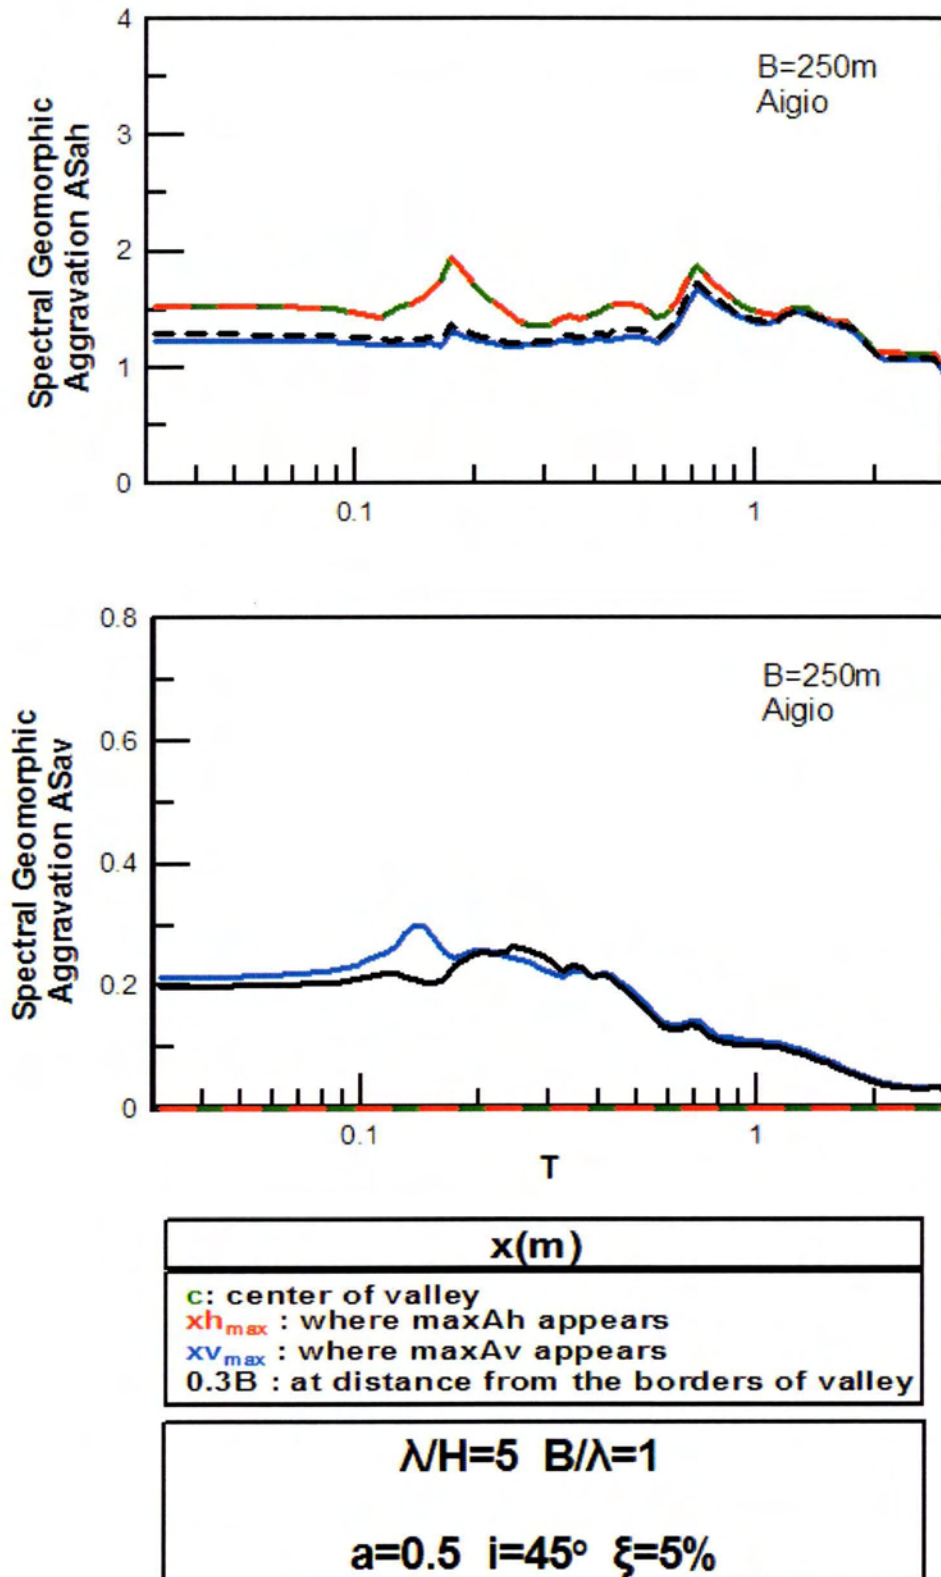 Spectral Geomorphic
Aggravation ASah
4
3
2
1
0
B=250m
Aigio
0.1
1
Spectral Geomorphic
Aggravation ASav
0.8
0.6
0.4
0.2
0
B=250m
Aigio
0.1
1
T
x(m)
c: center of valley
xhmax : where maxAh appears
xvmax : where maxAv appears
0.3B : at distance from the borders of valley
λ/H=5 B/λ=1
a=0.5 i=45° ξ=5%